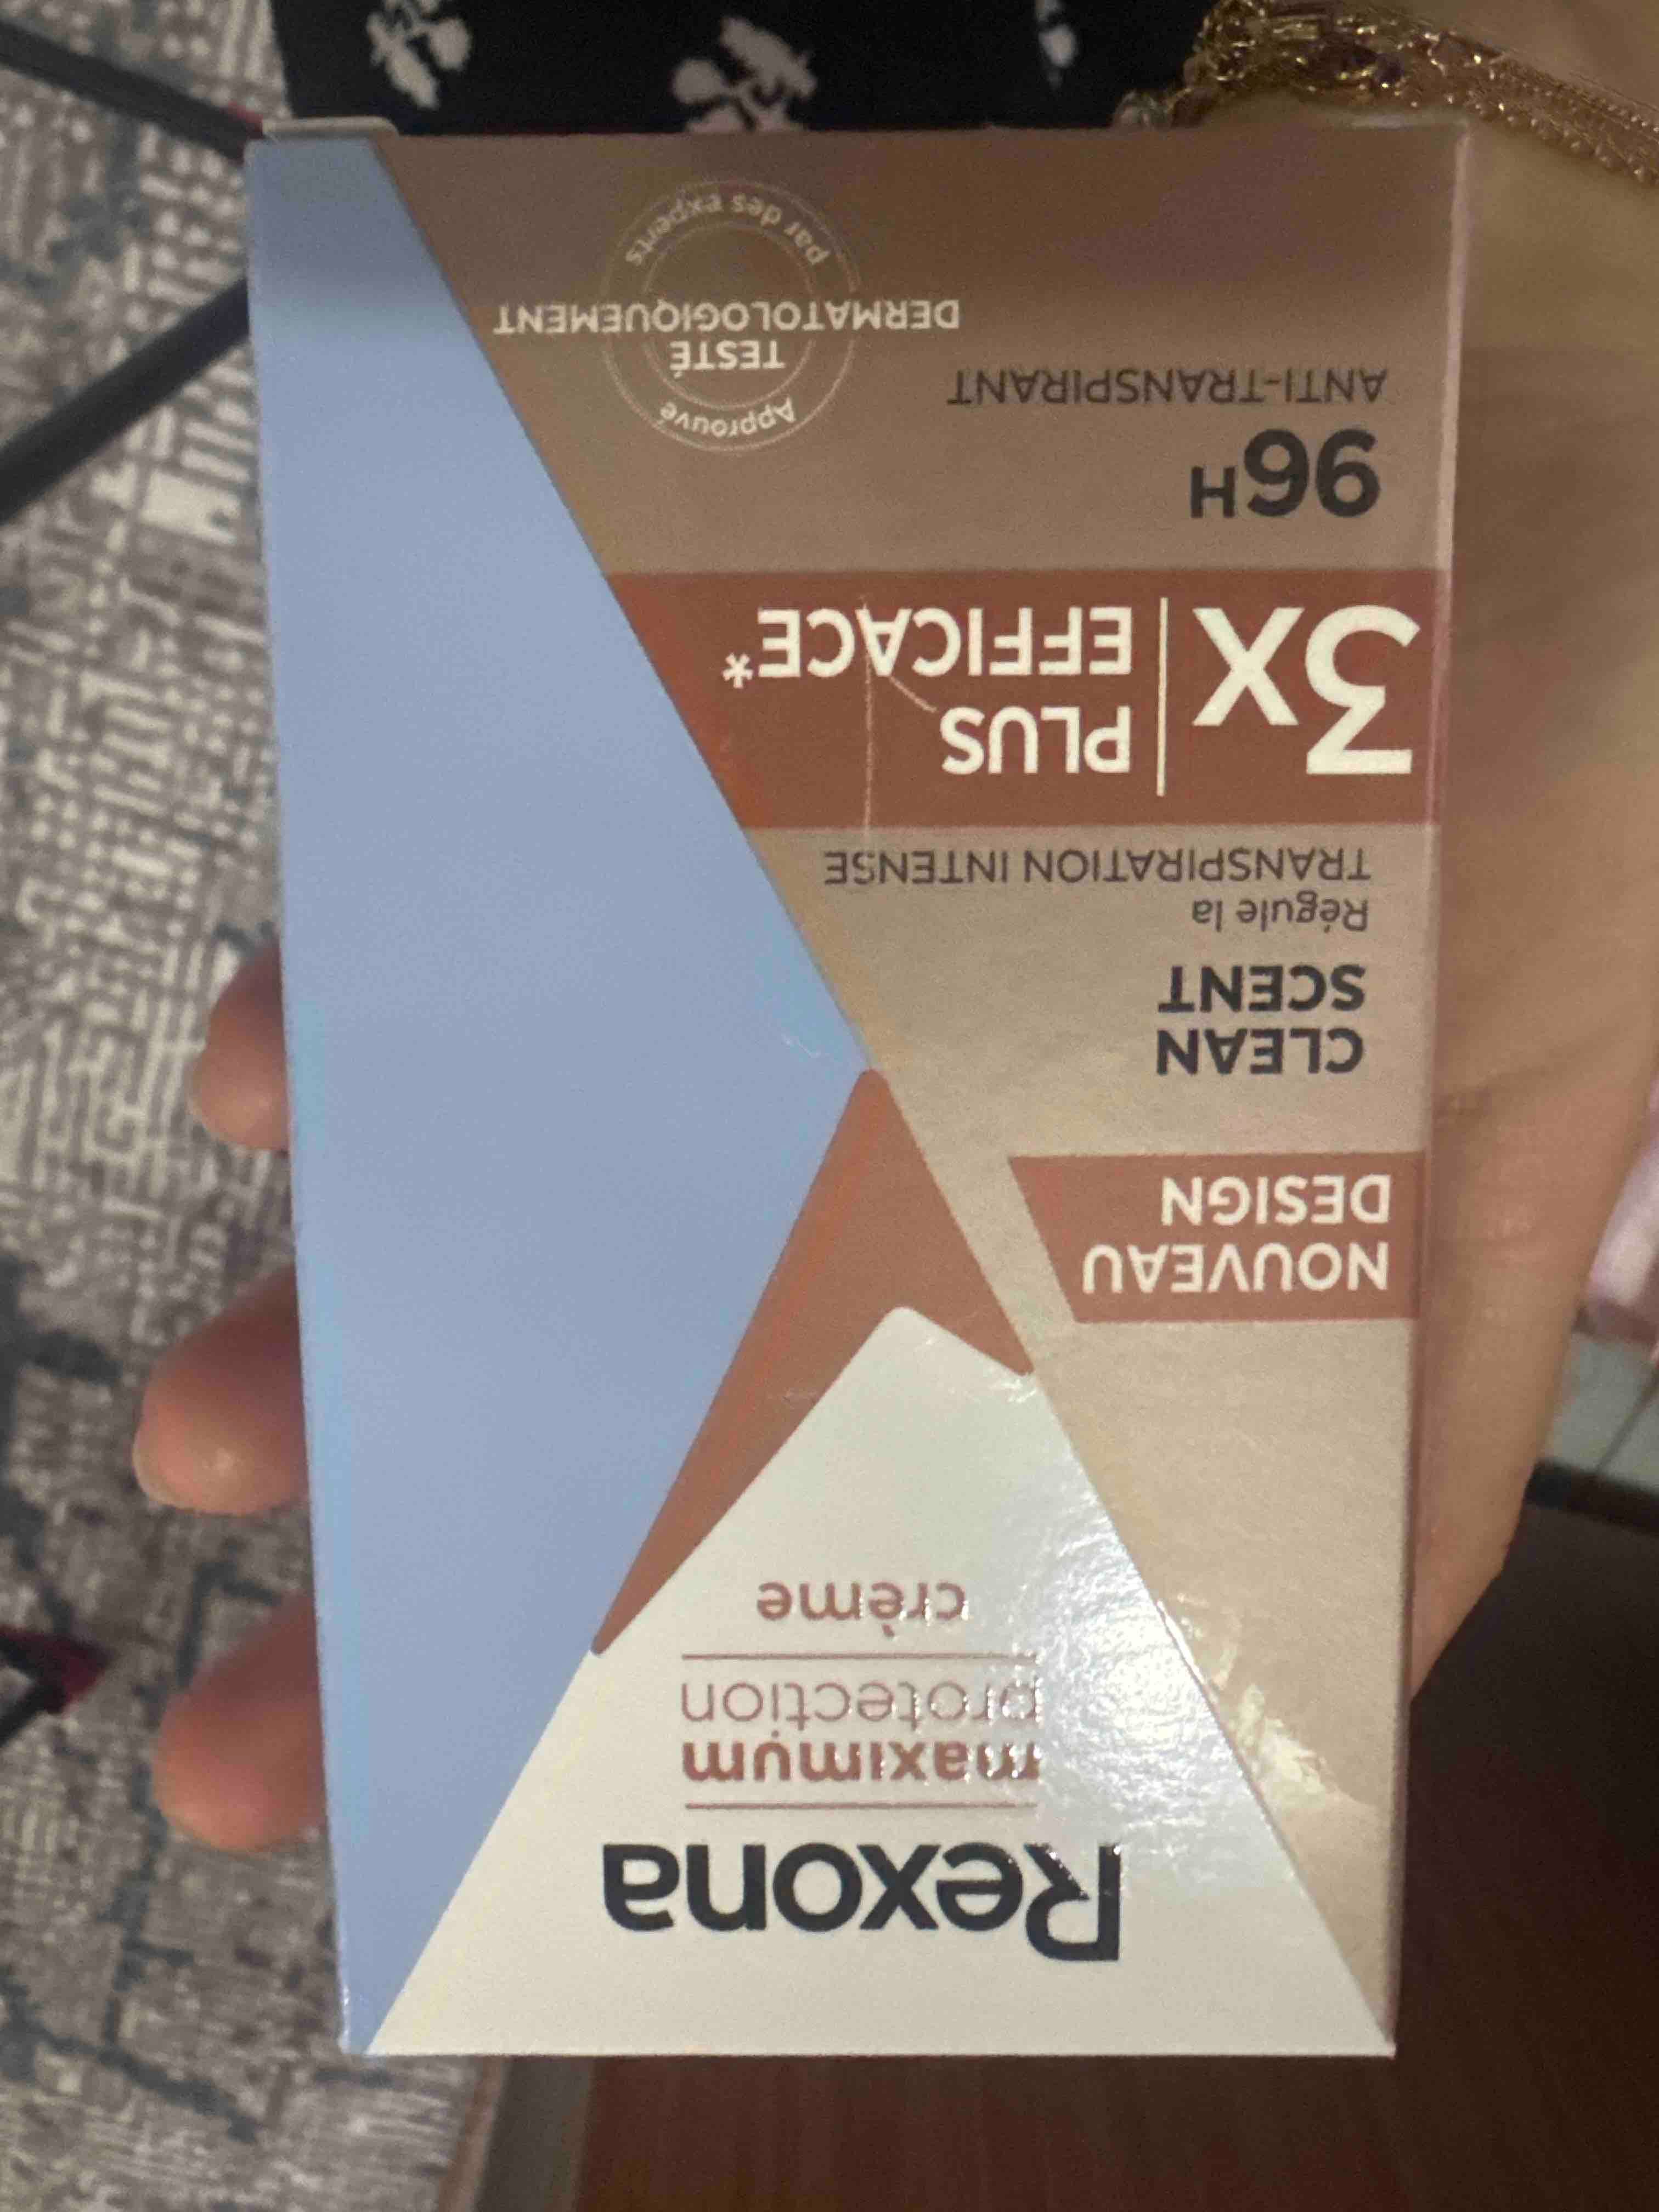 Rexona
maximum
protection
crème
NOUVEAU
DESIGN
CLEAN
SCENT
Régule la
TRANSPIRATION INTENSE
3X
PLUS
EFFICACE*
96H
ANTI-TRANSPIRANT
Approuvé
TESTÉ
DERMATOLOGIQUEMENT
par des experts